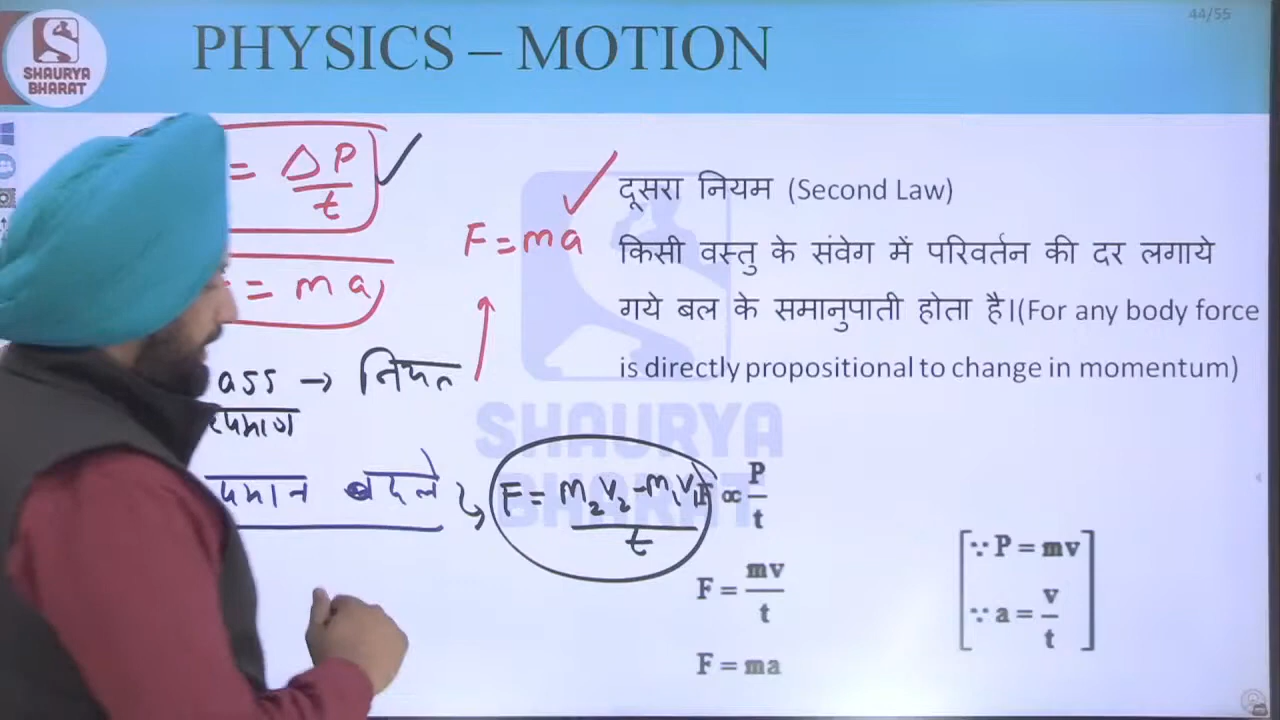 44/55
PHYSICS – MOTION
SHAURYA
BHARAT
= ΔP
t
= ma
F = ma
दूसरा नियम (Second Law)
किसी वस्तु के संवेग में परिवर्तन की दर लगाये
गये बल के समानुपाती होता है।(For any body force
is directly propositional to change in momentum)
ass → नियत
SHAURYA
BHARAT
बदले
F = m₂v₂ - m₁v₁
t
∝ P
t
F = mv
t
F = ma
∵ P = mv
∵ a = v
t